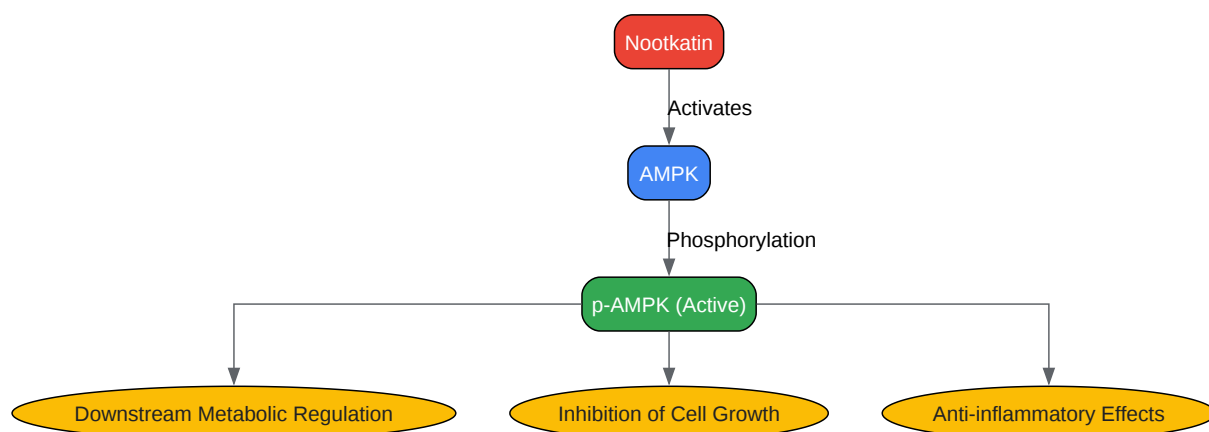 Nootkatin
Activates
AMPK
Phosphorylation
p-AMPK (Active)
Downstream Metabolic Regulation
Inhibition of Cell Growth
Anti-inflammatory Effects